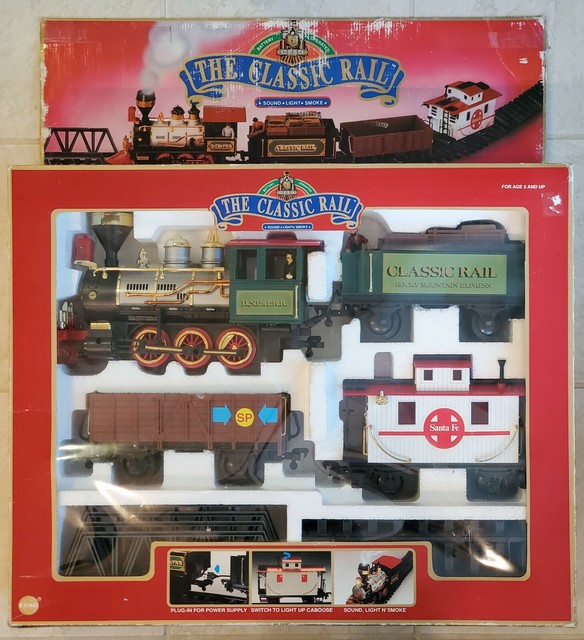 BATTERY OPERATED
THE CLASSIC RAIL
SOUND • LIGHT • SMOKE
CLASSIC RAIL
FOR AGE 8 AND UP
THE CLASSIC RAIL
SOUND • LIGHT • SMOKE
CLASSIC RAIL
ROCKY MOUNTAIN EXPRESS
SP
Santa Fe
PLUG-IN FOR POWER SUPPLY
SWITCH TO LIGHT UP CABOOSE
SOUND, LIGHT N'SMOKE